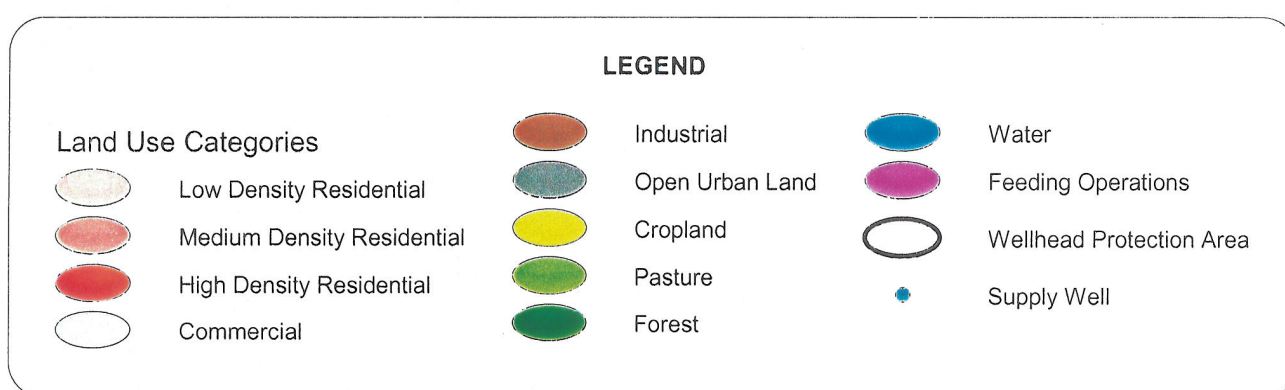 LEGEND
Land Use Categories
Low Density Residential
Medium Density Residential
High Density Residential
Commercial
Industrial
Open Urban Land
Cropland
Pasture
Forest
Water
Feeding Operations
Wellhead Protection Area
Supply Well